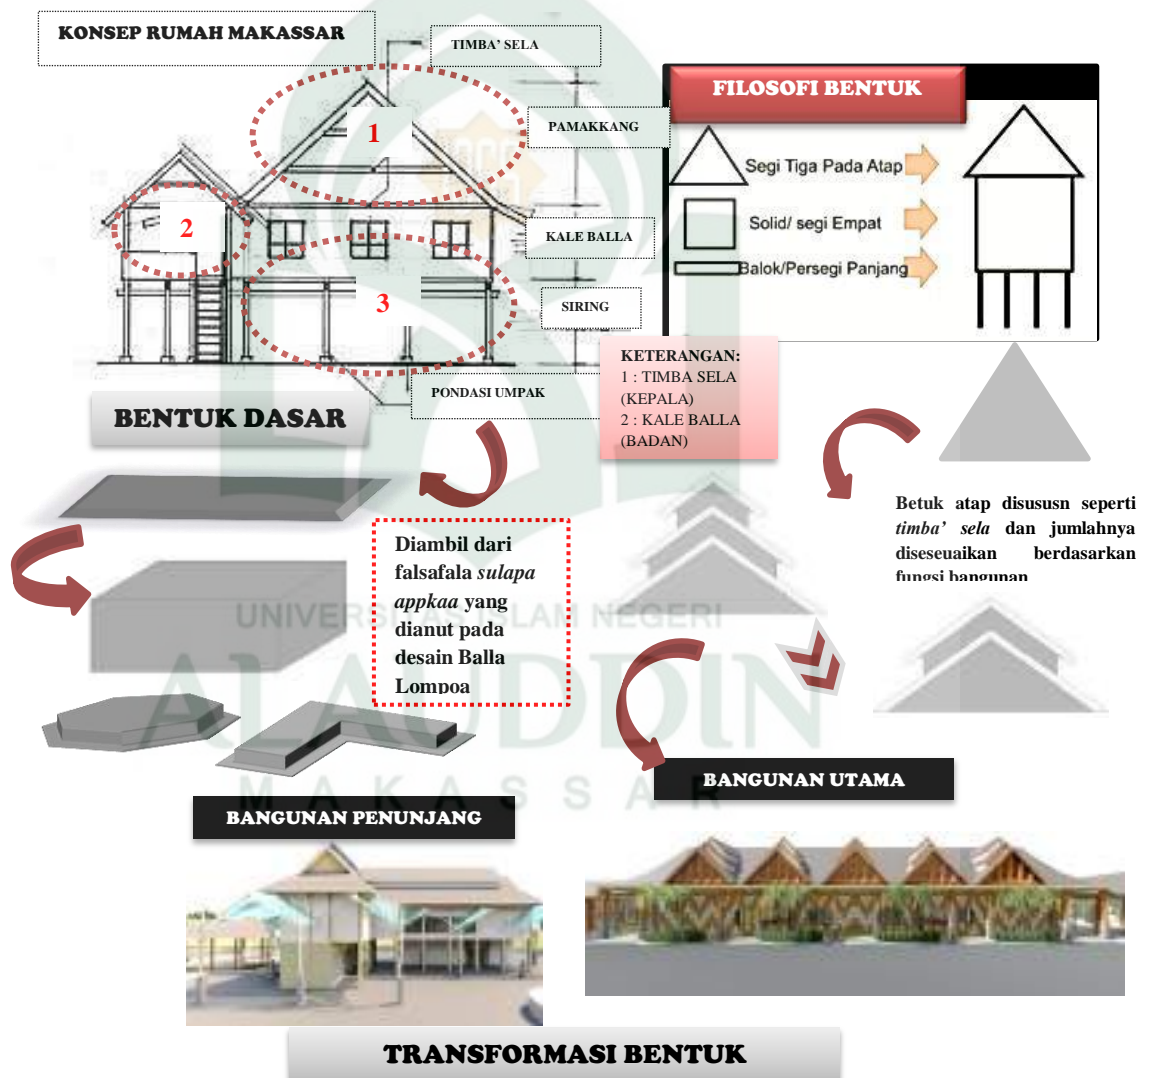 KONSEP RUMAH MAKASSAR
TIMBA' SELA
PAMAKKANG
KALE BALLA
SIRING
PONDASI UMPAK
1
2
3
FILOSOFI BENTUK
Segi Tiga Pada Atap
Solid/ segi Empat
Balok/Persegi Panjang
KETERANGAN:
1 : TIMBA SELA
(KEPALA)
2 : KALE BALLA
(BADAN)
BENTUK DASAR
Diambil dari
falsafala sulapa
appkaa yang
dianut pada
desain Balla
Lompoa
Betuk atap disususn seperti
timba' sela dan jumlahnya
diseseuaikan berdasarkan
fungsi bangunan
UNIVERSITAS ISLAM NEGERI
ALAUDDIN
MAKASSAR
BANGUNAN UTAMA
BANGUNAN PENUNJANG
TRANSFORMASI BENTUK